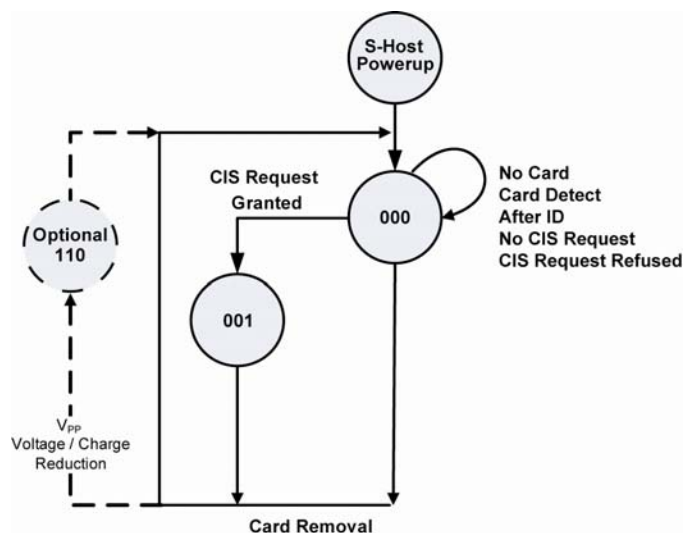 S-Host
Powerup
CIS Request
Granted
000
No Card
Card Detect
After ID
No CIS Request
CIS Request Refused
Optional
110
001
VPP
Voltage / Charge
Reduction
Card Removal